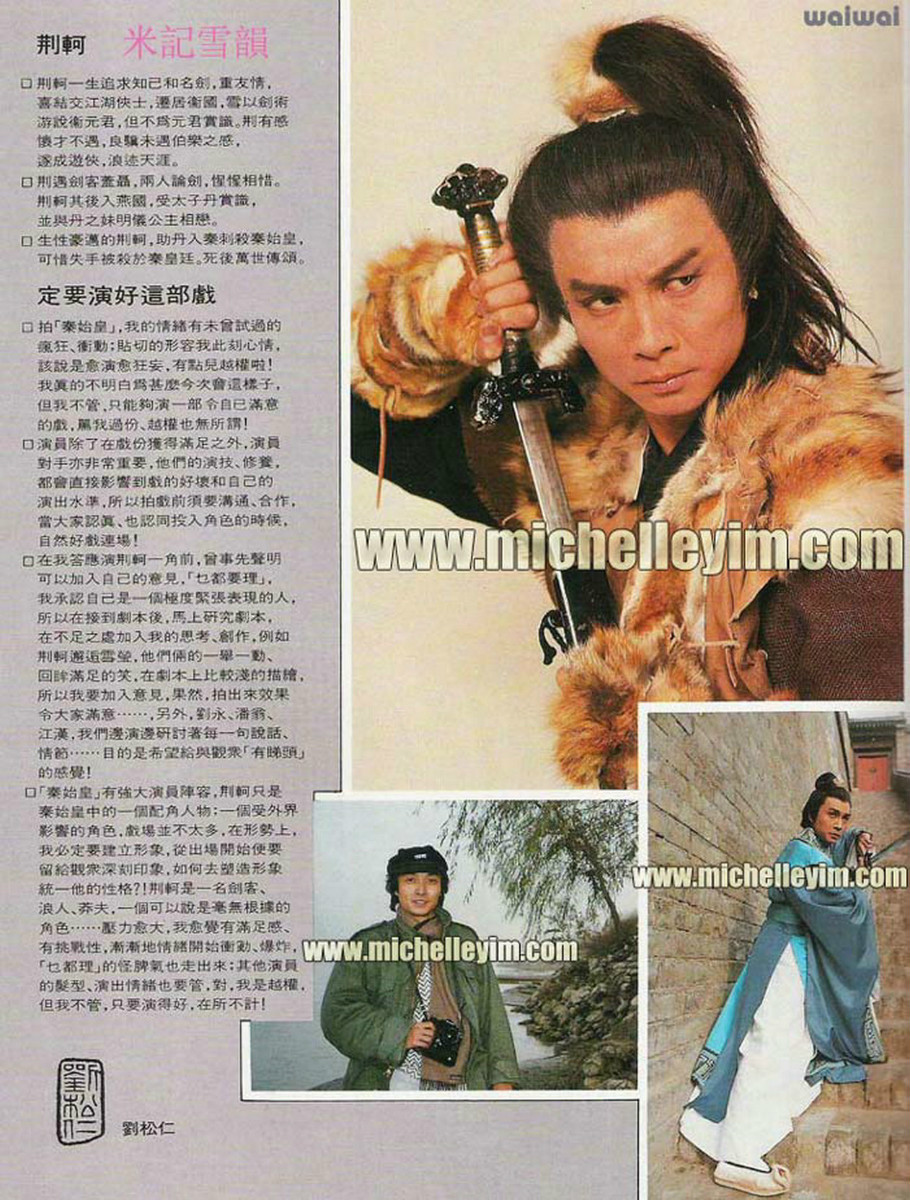 waiwai
荆軻
米記雪韻
□荆軻一生追求知己和名劍，重友情，
喜結交江湖俠士，遷居衞國，雪以劍術
游說衞元君，但不爲元君賞識。荆有感
懷才不遇，良驥未遇伯樂之感，
遂成遊俠，浪迹天涯。
□荆遇劍客蓋聶，兩人論劍，惺惺相惜。
荆軻其後入燕國，受太子丹賞識，
並與丹之妹明儀公主相戀。
□生性豪邁的荆軻，助丹入秦刺殺秦始皇，
可惜失手被殺於秦皇廷。死後萬世傳頌。
定要演好這部戲
□拍「秦始皇」，我的情緒有未曾試過的
瘋狂、衝動；貼切的形容我此刻心情，
該說是愈演愈狂妄，有點兒越權啦！
我眞的不明白爲甚麼今次會這樣子，
但我不管，只能夠演一部令自己滿意
的戲，駡我過份、越權也無所謂！
□演員除了在戲份獲得滿足之外，演員
對手亦非常重要，他們的演技、修養，
都會直接影響到戲的好壞和自己的
演出水準，所以拍戲前須要溝通、合作，
當大家認眞、也認同投入角色的時候，
自然好戲連場！
□在我答應演荆軻一角前，曾事先聲明
可以加入自己的意見，「乜都要理」，
我承認自己是一個極度緊張表現的人，
所以在接到劇本後，馬上研究劇本，
在不足之處加入我的思考、創作，例如
荆軻邂逅雪瑩，他們倆的一舉一動、
回眸滿足的笑，在劇本上比較淺的描繪，
所以我要加入意見，果然，拍出來效果
令大家滿意……，另外，劉永、潘翁、
江漢，我們邊演邊研討著每一句說話、
情節……目的是希望給與觀衆「有睇頭」
的感覺！
□「秦始皇」有強大演員陣容，荆軻只是
秦始皇中的一個配角人物：一個受外界
影響的角色，戲場並不太多，在形勢上，
我必定要建立形象，從出場開始便要
留給觀衆深刻印象，如何去塑造形象
統一他的性格?!荆軻是一名劍客、
浪人、莽夫，一個可以說是毫無根據的
角色……壓力愈大，我愈覺有滿足感、
有挑戰性，漸漸地情緒開始衝動、爆炸，
「乜都理」的怪脾氣也走出來；其他演員
的髮型、演出情緒也要管，對，我是越權，
但我不管，只要演得好，在所不計！
劉松仁
劉松仁
www.michelleyim.com
www.michelleyim.com
www.michelleyim.com